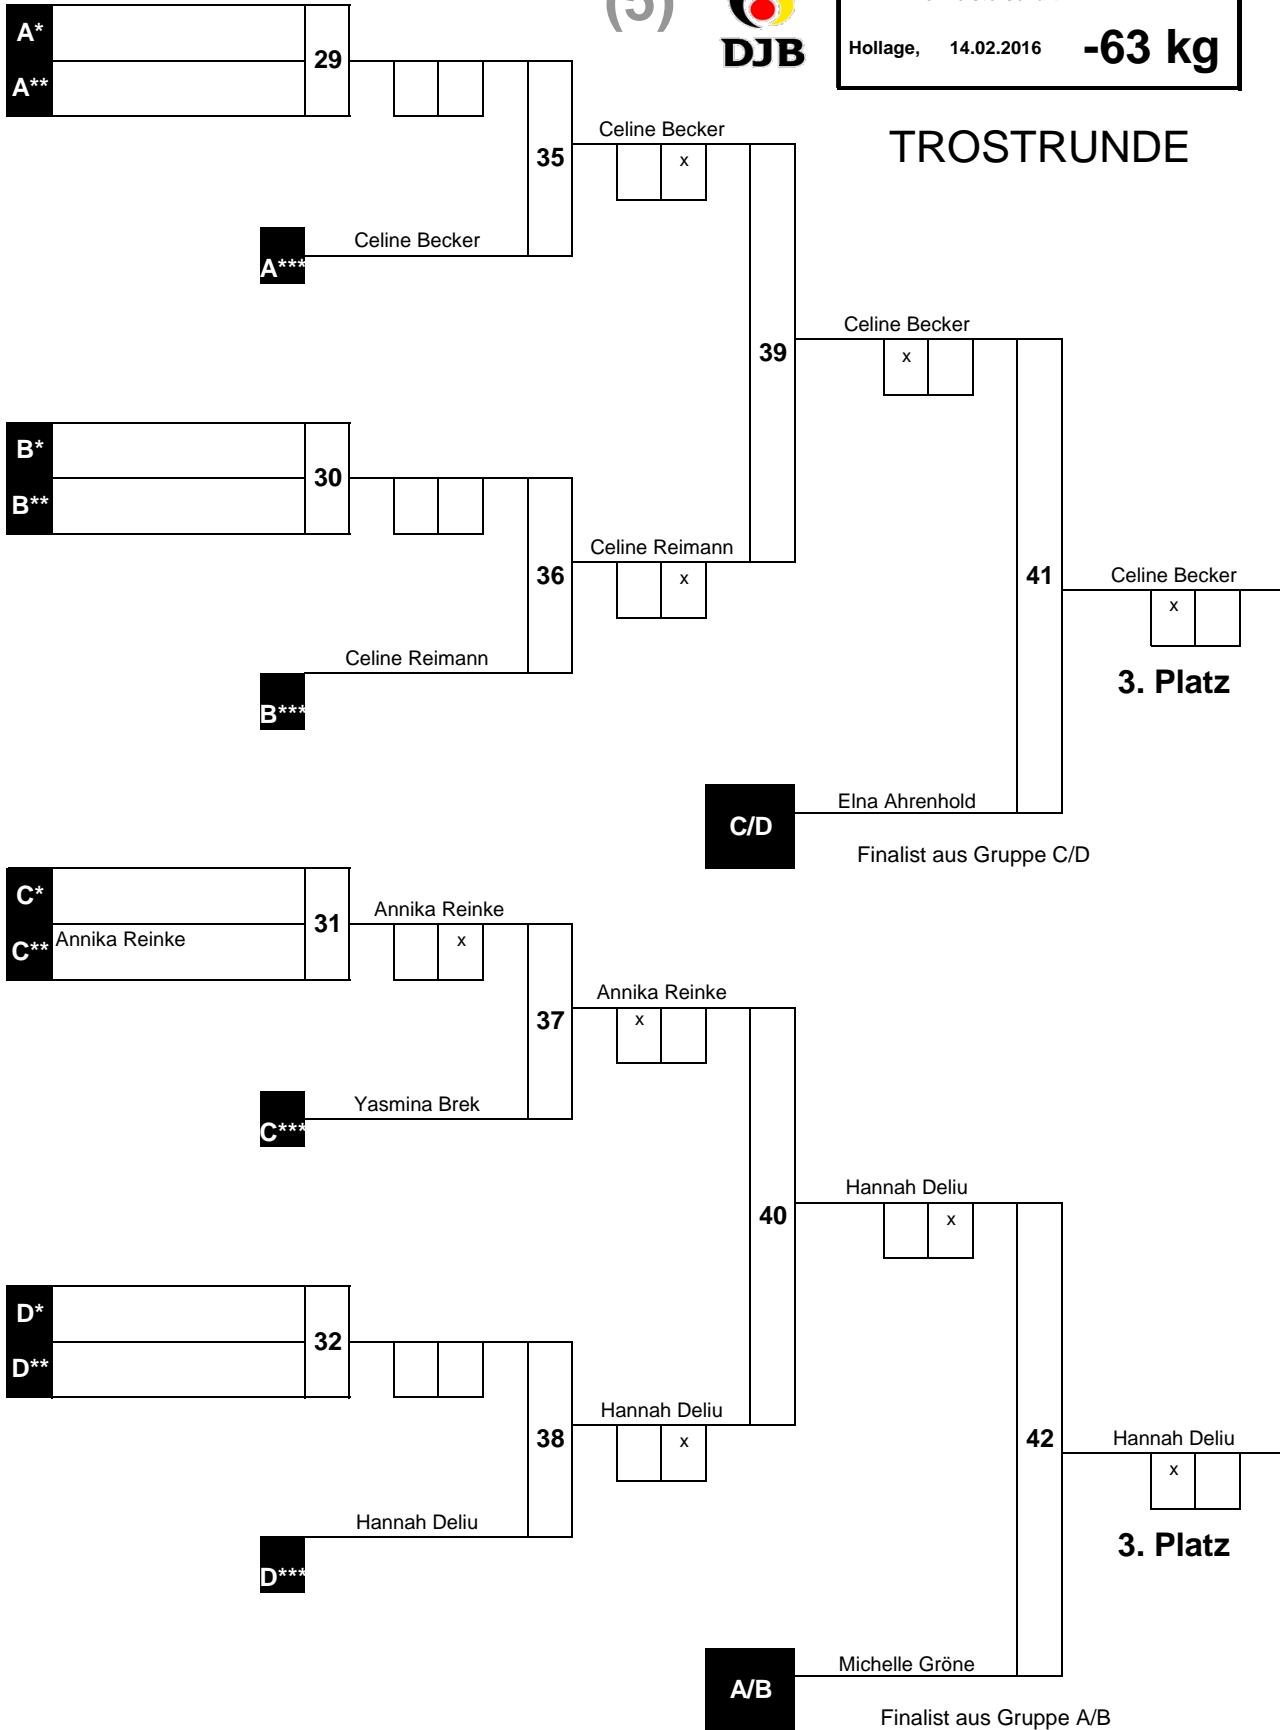 (5)
DJB
Hollage, 14.02.2016 -63 kg
TROSTRUNDE
A*
A**
29
35
Celine Becker
x
A***
Celine Becker
39
Celine Becker
x
B*
B**
30
36
Celine Reimann
x
B***
Celine Reimann
41
Celine Becker
x
3. Platz
C/D
Elna Ahrenhold
Finalist aus Gruppe C/D
C*
C** Annika Reinke
31
Annika Reinke
x
37
Annika Reinke
x
C***
Yasmina Brek
40
Hannah Deliu
x
D*
D**
32
38
Hannah Deliu
x
D***
Hannah Deliu
42
Hannah Deliu
x
3. Platz
A/B
Michelle Gröne
Finalist aus Gruppe A/B